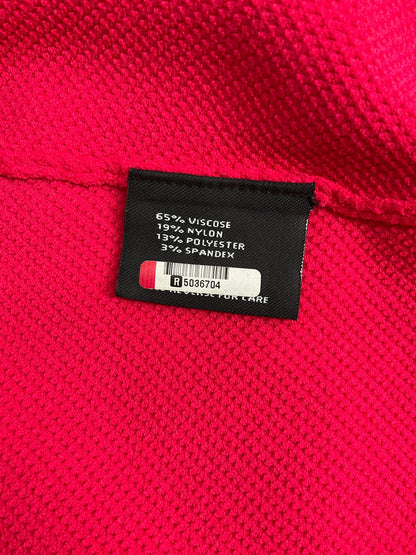 65% VISCOSE
19% NYLON
13% POLYESTER
3% SPANDEX
R 5036704
REVERSE FOR CARE